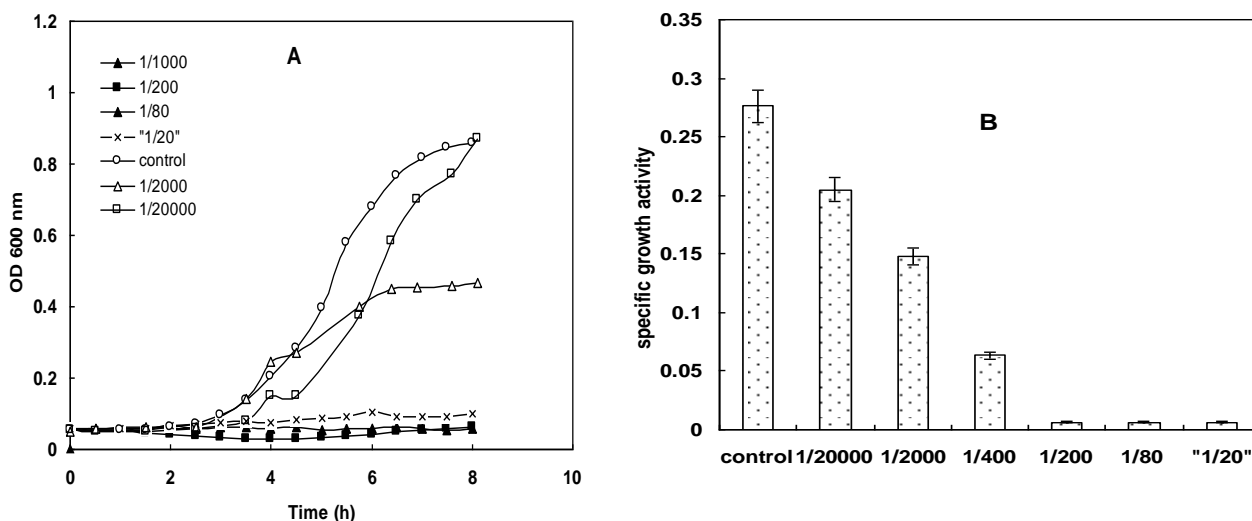 A
1/1000
1/200
1/80
"1/20"
control
1/2000
1/20000
OD 600 nm
1.2
1
0.8
0.6
0.4
0.2
0
0 2 4 6 8 10
Time (h)
B
specific growth activity
0.35
0.3
0.25
0.2
0.15
0.1
0.05
0
control 1/20000 1/2000 1/400 1/200 1/80 "1/20"